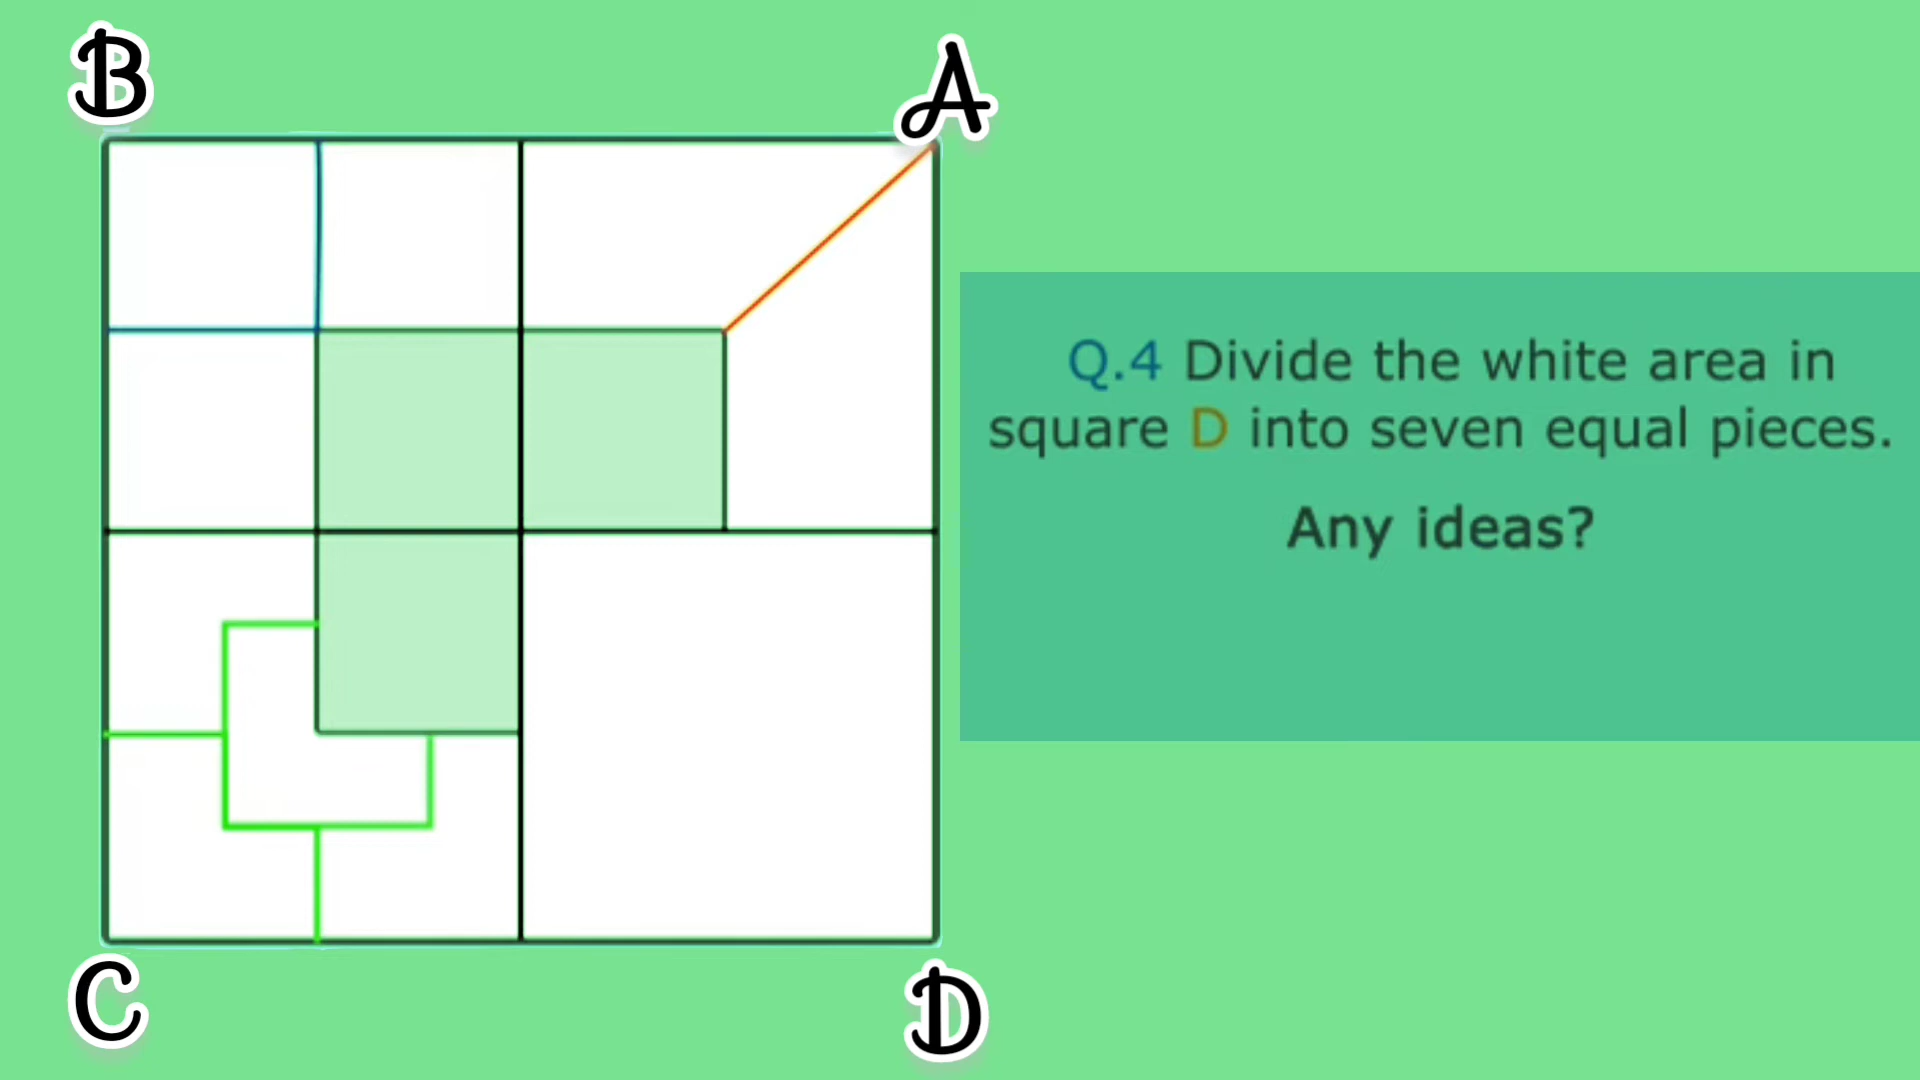 B
A
Q.4 Divide the white area in
square D into seven equal pieces.
Any ideas?
C
D